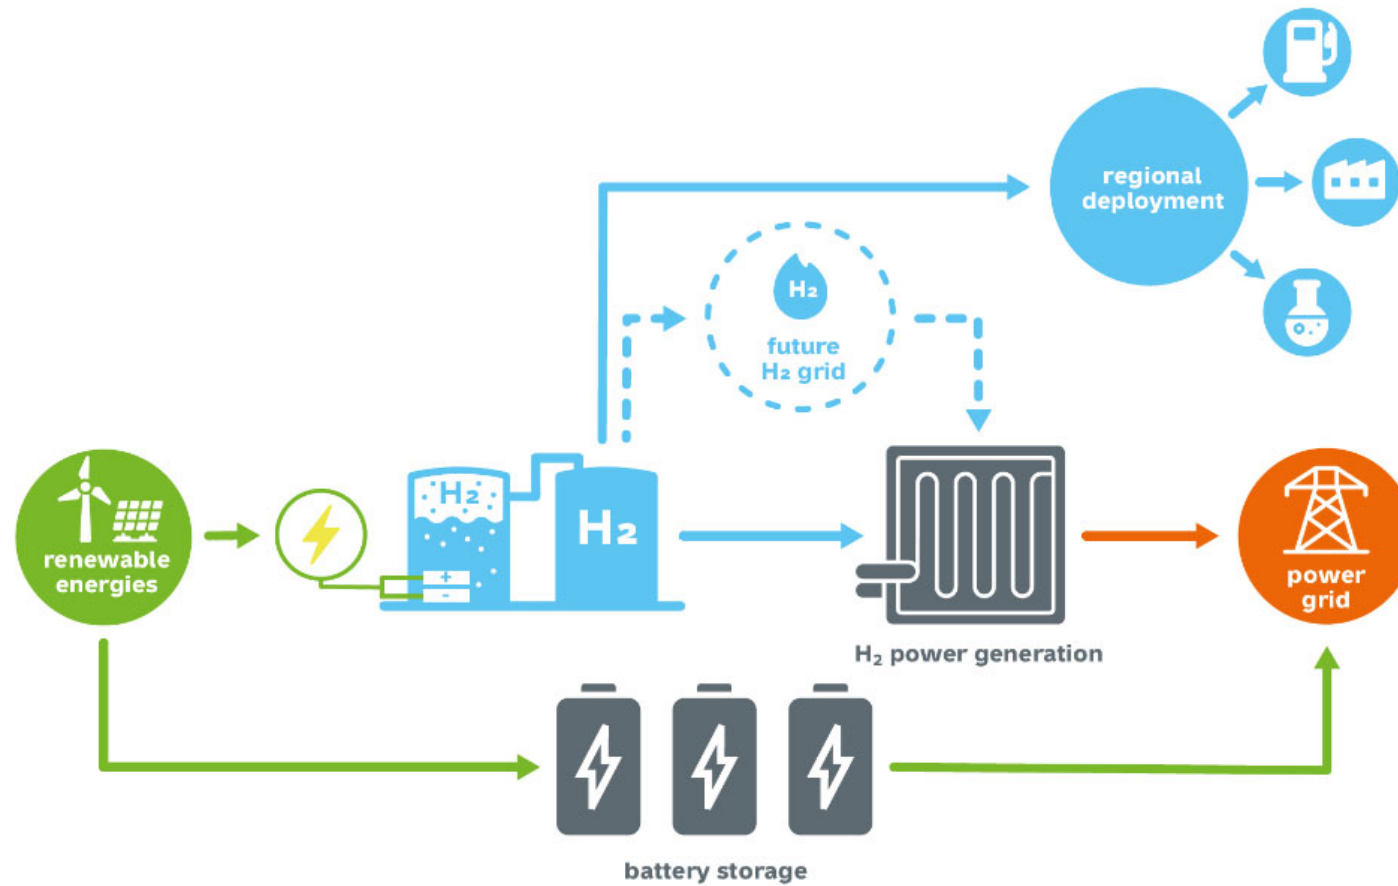 regional
deployment
H2
future
H2 grid
renewable
energies
H2
H2
+
-
H₂ power generation
power
grid
battery storage